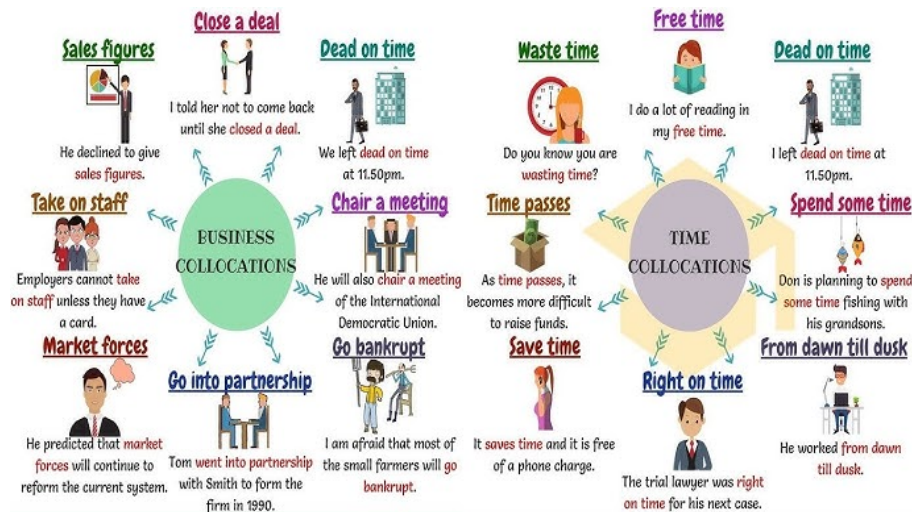 Close a deal
I told her not to come back
until she closed a deal.
Sales figures
He declined to give
sales figures.
Dead on time
We left dead on time
at 11.50pm.
Take on staff
Employers cannot take
on staff unless they have
a card.
BUSINESS
COLLOCATIONS
Chair a meeting
He will also chair a meeting
of the International
Democratic Union.
Market forces
He predicted that market
forces will continue to
reform the current system.
Go into partnership
Tom went into partnership
with Smith to form the
firm in 1990.
Go bankrupt
I am afraid that most of
the small farmers will go
bankrupt.
Free time
I do a lot of reading in
my free time.
Waste time
Do you know you are
wasting time?
Dead on time
I left dead on time at
11.50pm.
Time passes
As time passes, it
becomes more difficult
to raise funds.
TIME
COLLOCATIONS
Spend some time
Don is planning to spend
some time fishing with
his grandsons.
Save time
It saves time and it is free
of a phone charge.
Right on time
The trial lawyer was right
on time for his next case.
From dawn till dusk
He worked from dawn
till dusk.